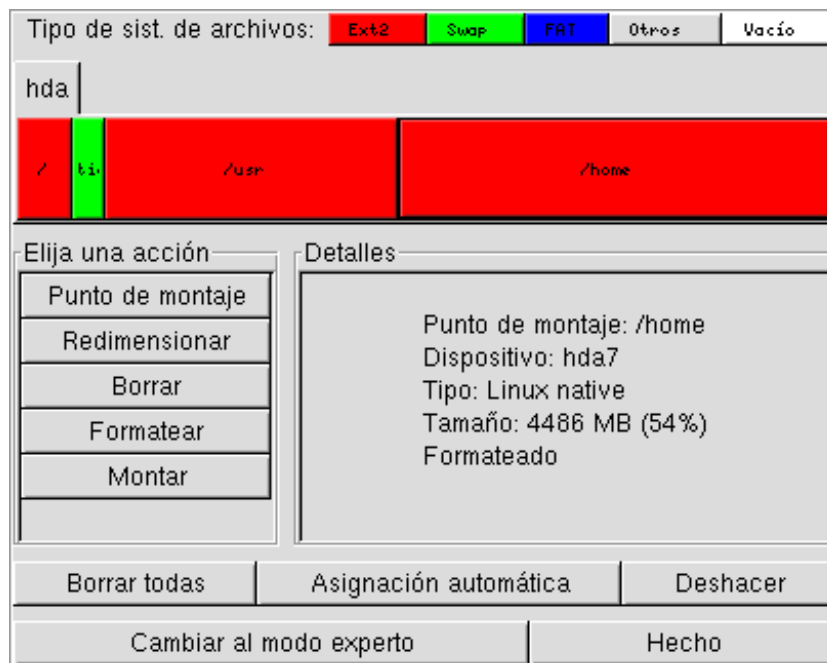 Tipo de sist. de archivos: Ext2 Swap FAT Otros Vacío
hda
/ /usr /home
Elija una acción
Punto de montaje
Redimensionar
Borrar
Formatear
Montar
Detalles
Punto de montaje: /home
Dispositivo: hda7
Tipo: Linux native
Tamaño: 4486 MB (54%)
Formateado
Borrar todas Asignación automática Deshacer
Cambiar al modo experto Hecho